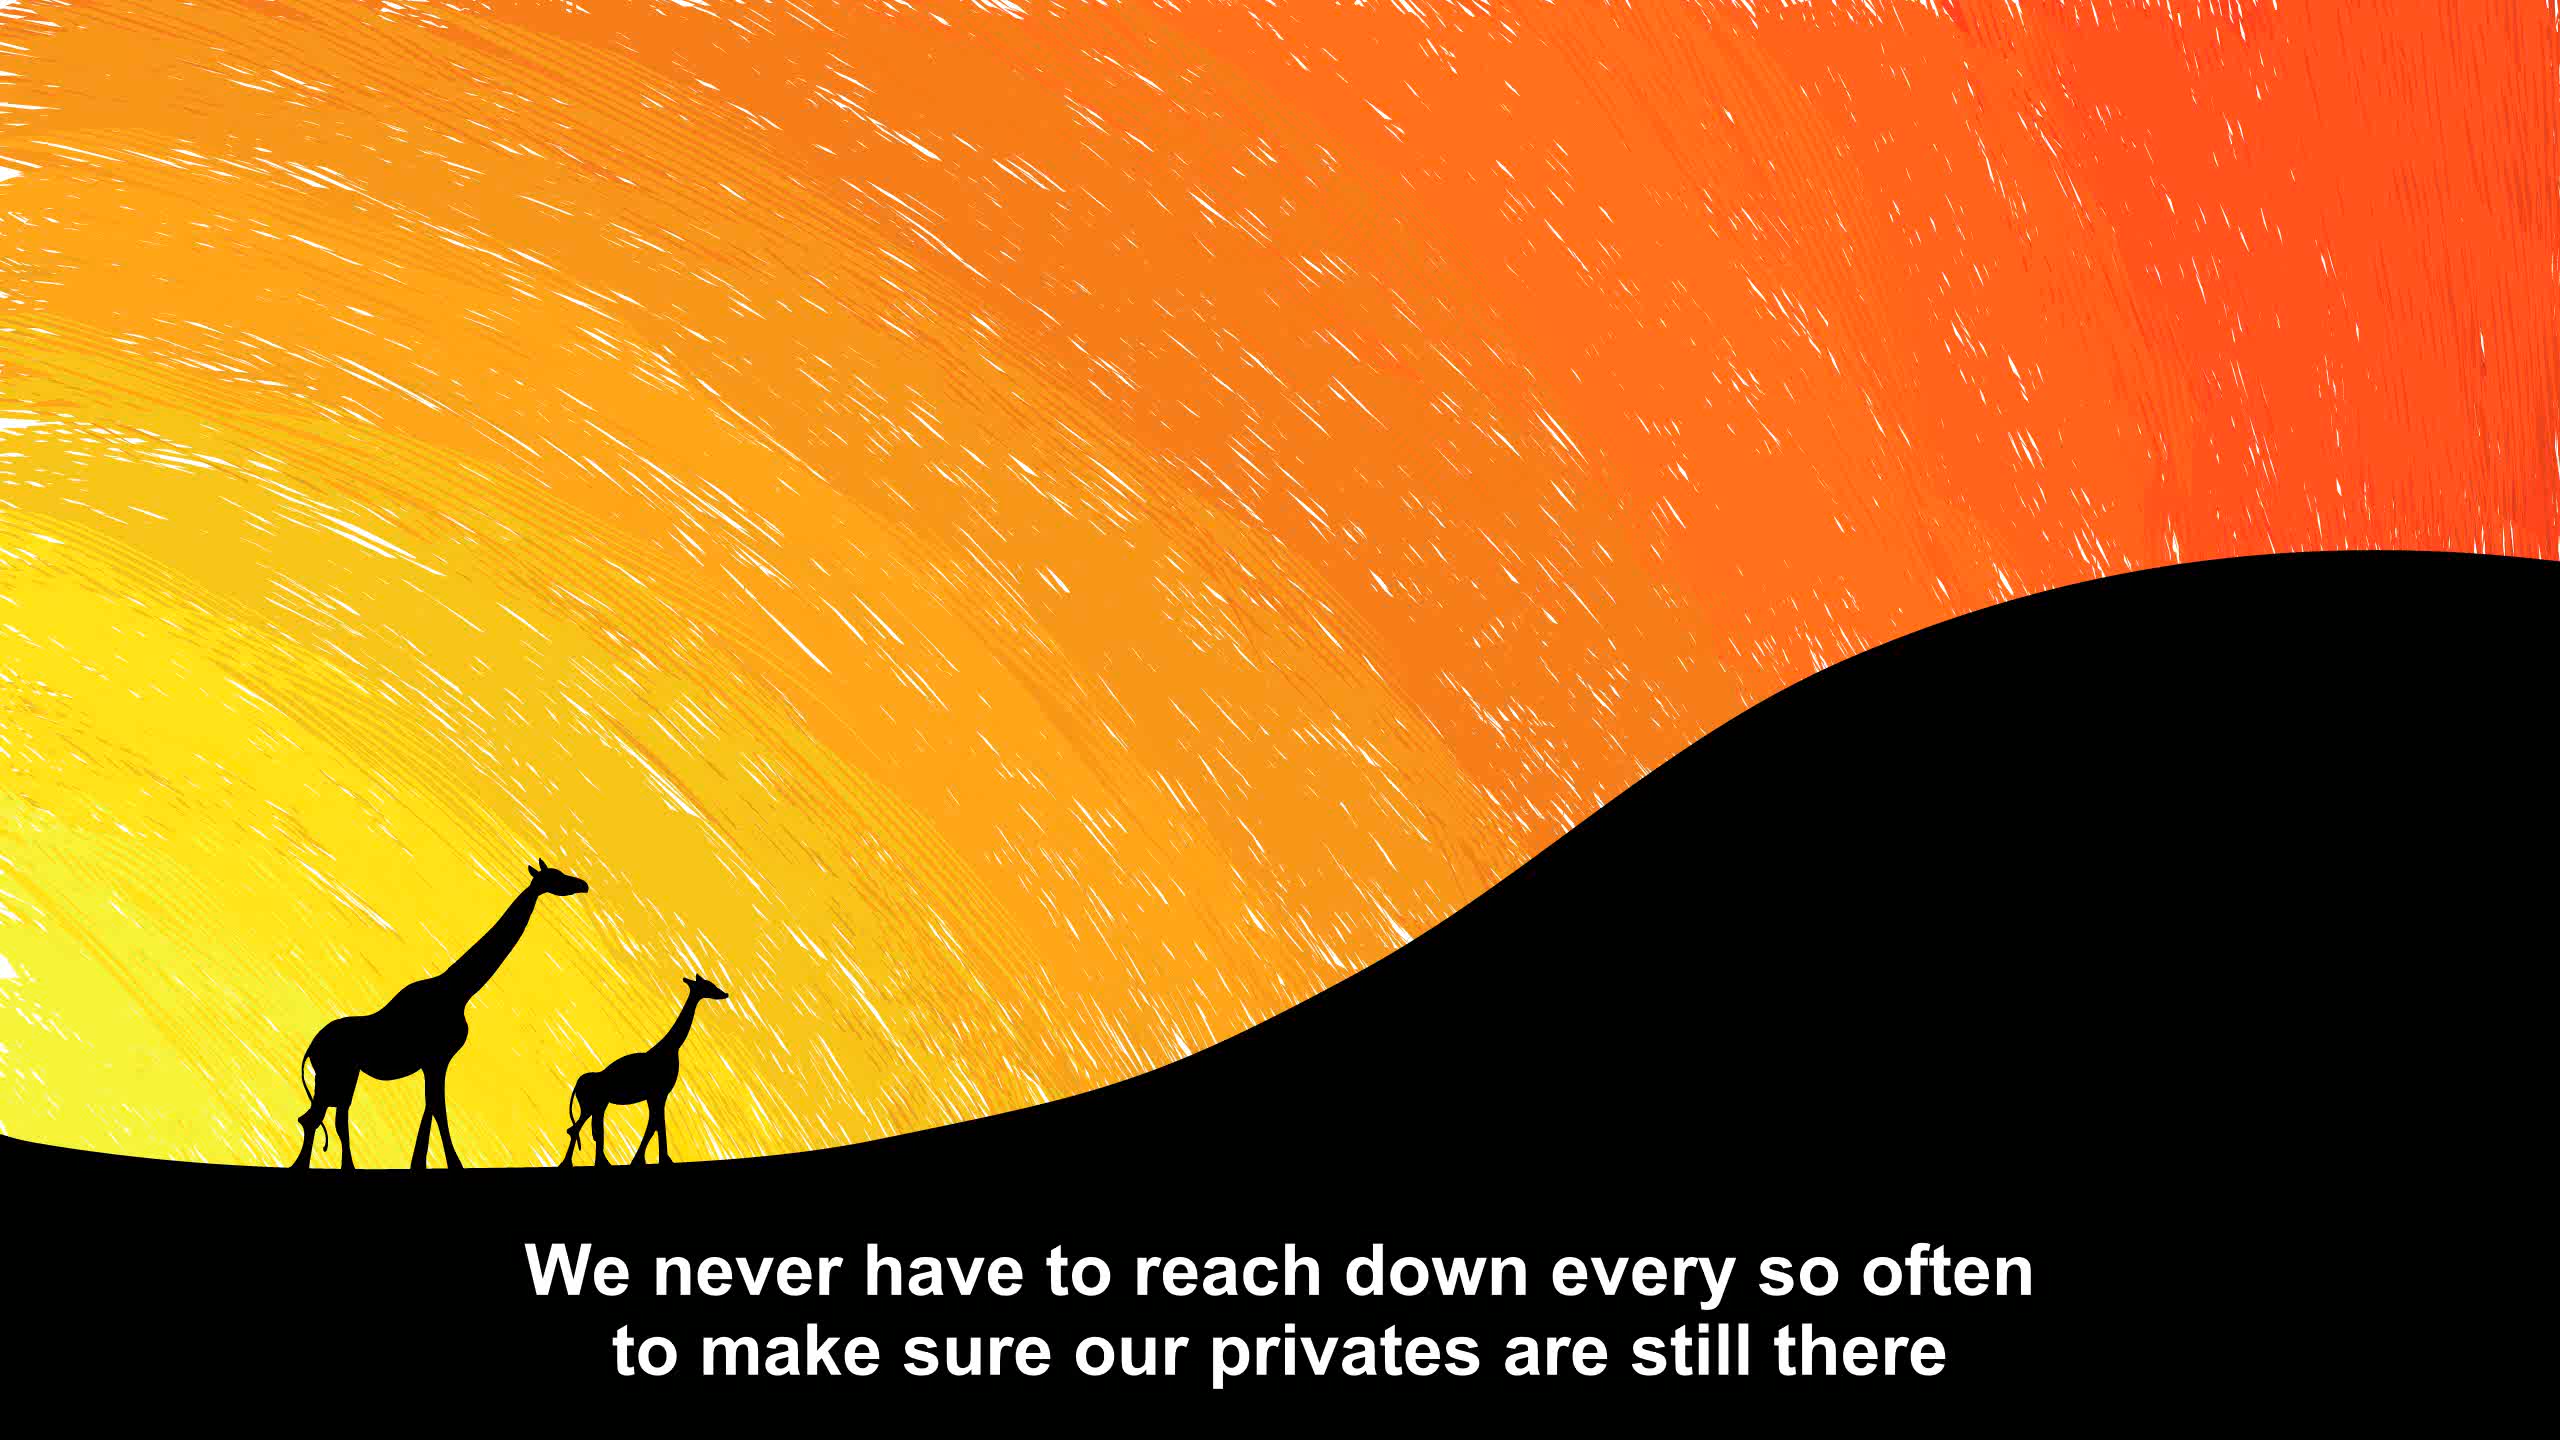 We never have to reach down every so often
to make sure our privates are still there